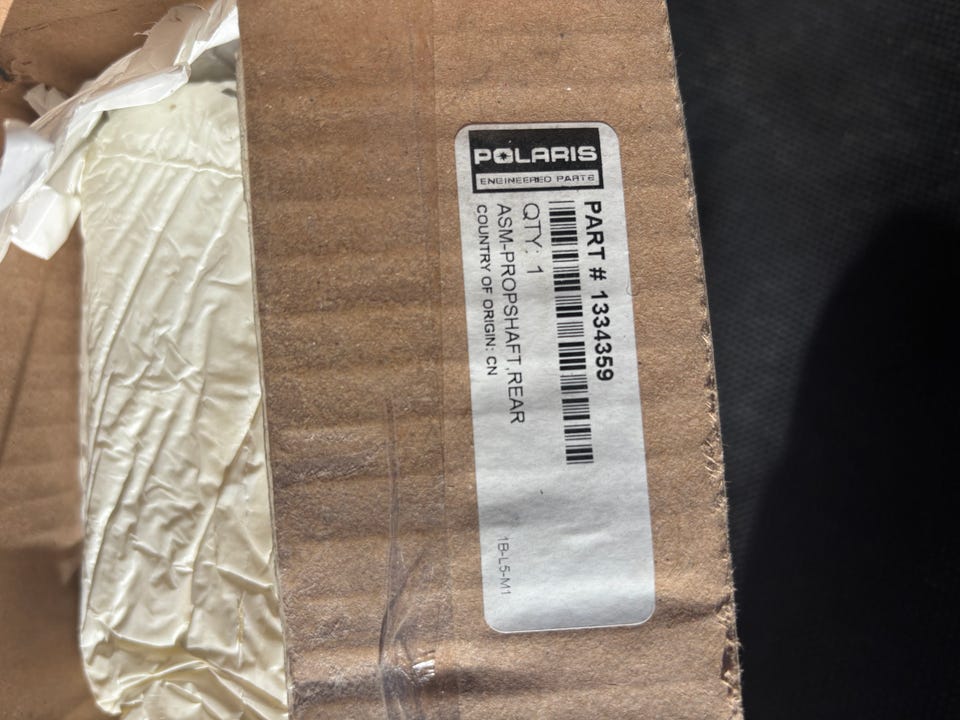 POLARIS
ENGINEERED PARTS
PART # 1334359
QTY: 1
ASM-PROPSHAFT,REAR
COUNTRY OF ORIGIN: CN
1B-L5-M1